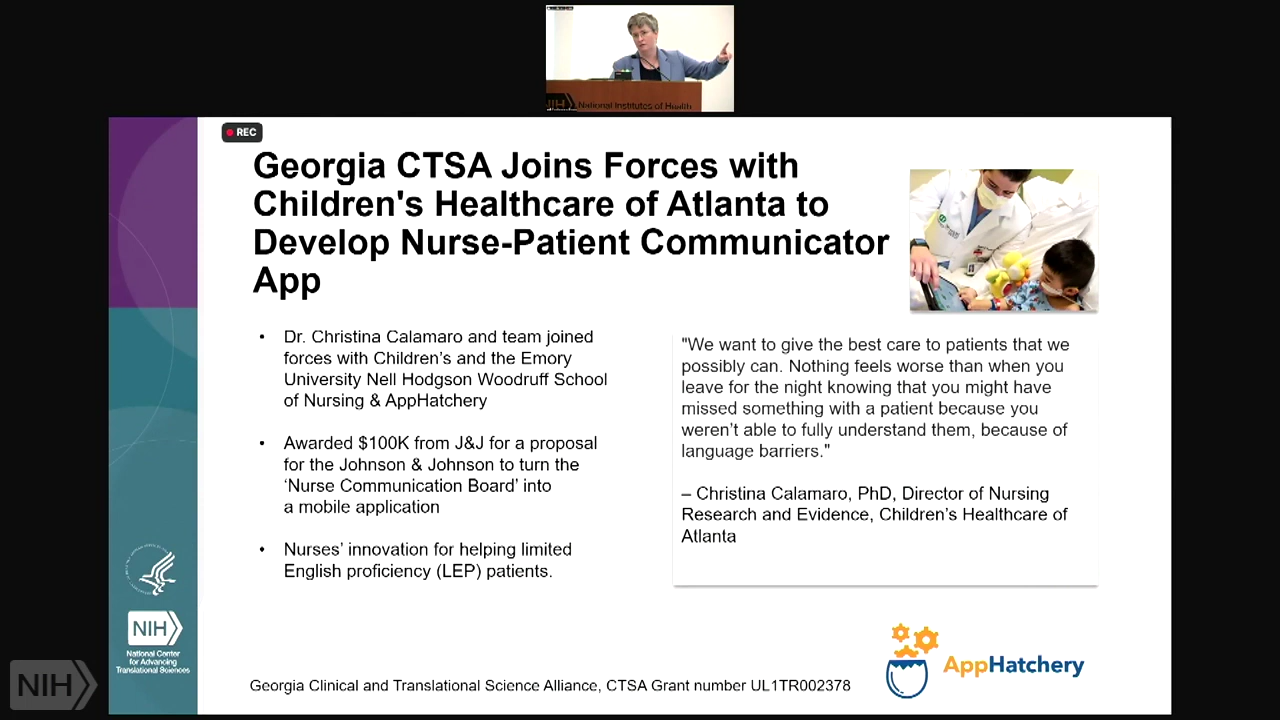 National Institutes of Health
REC
Georgia CTSA Joins Forces with
Children's Healthcare of Atlanta to
Develop Nurse-Patient Communicator
App
• Dr. Christina Calamaro and team joined
forces with Children’s and the Emory
University Nell Hodgson Woodruff School
of Nursing & AppHatchery
• Awarded $100K from J&J for a proposal
for the Johnson & Johnson to turn the
‘Nurse Communication Board’ into
a mobile application
• Nurses’ innovation for helping limited
English proficiency (LEP) patients.
"We want to give the best care to patients that we
possibly can. Nothing feels worse than when you
leave for the night knowing that you might have
missed something with a patient because you
weren’t able to fully understand them, because of
language barriers."
– Christina Calamaro, PhD, Director of Nursing
Research and Evidence, Children’s Healthcare of
Atlanta
NIH
National Center
for Advancing
Translational Sciences
NIH
Georgia Clinical and Translational Science Alliance, CTSA Grant number UL1TR002378
AppHatchery